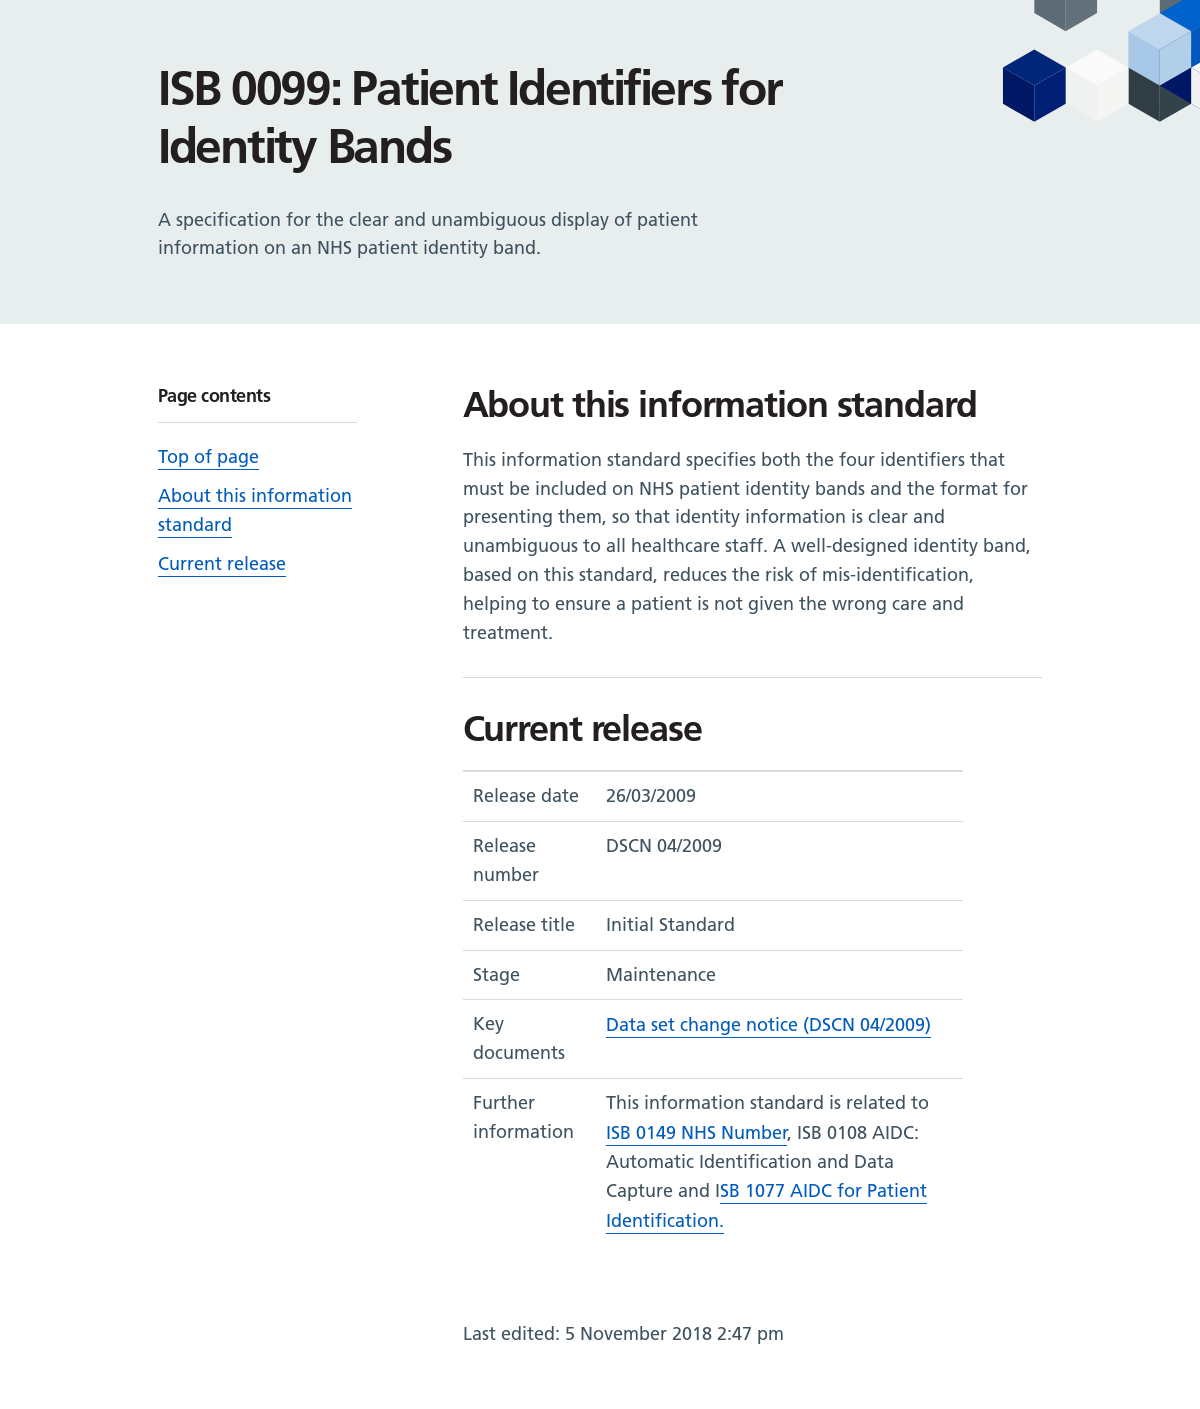 ISB 0099: Patient Identifiers for
Identity Bands
A specification for the clear and unambiguous display of patient
information on an NHS patient identity band.
Page contents
Top of page
About this information
standard
Current release
About this information standard
This information standard specifies both the four identifiers that
must be included on NHS patient identity bands and the format for
presenting them, so that identity information is clear and
unambiguous to all healthcare staff. A well-designed identity band,
based on this standard, reduces the risk of mis-identification,
helping to ensure a patient is not given the wrong care and
treatment.
Current release
Release date 26/03/2009
Release DSCN 04/2009
number
Release title Initial Standard
Stage Maintenance
Key Data set change notice (DSCN 04/2009)
documents
Further This information standard is related to
information ISB 0149 NHS Number, ISB 0108 AIDC:
Automatic Identification and Data
Capture and ISB 1077 AIDC for Patient
Identification.
Last edited: 5 November 2018 2:47 pm